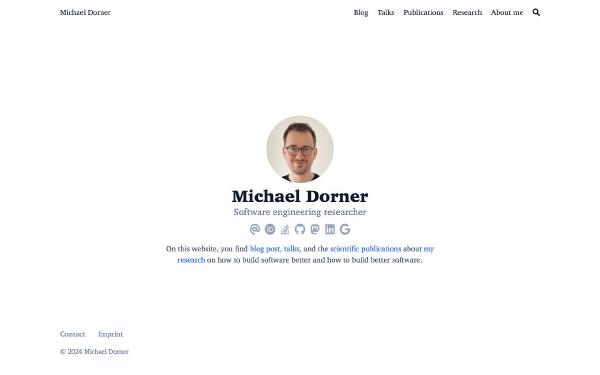 Michael Dorner
Blog Talks Publications Research About me
Michael Dorner
Software engineering researcher
On this website, you find blog post, talks, and the scientific publications about my
research on how to build software better and how to build better software.
Contact Imprint
© 2024 Michael Dorner